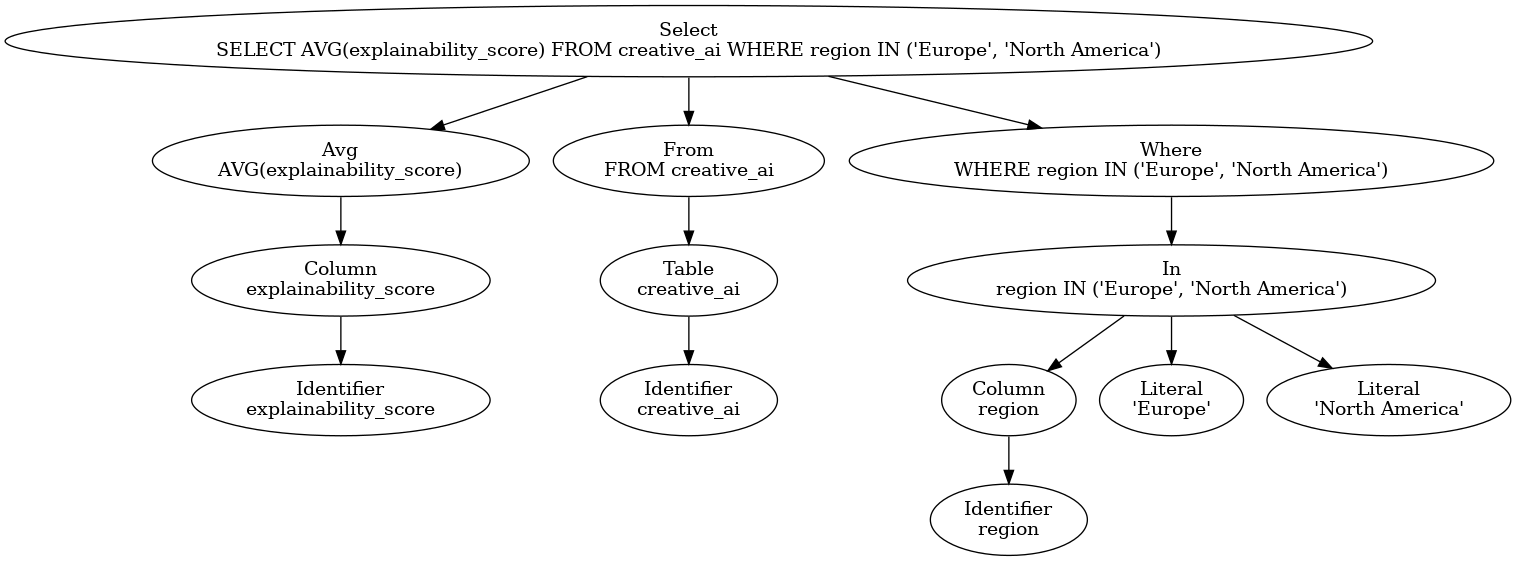 Select
SELECT AVG(explainability_score) FROM creative_ai WHERE region IN ('Europe', 'North America')
Avg
AVG(explainability_score)
From
FROM creative_ai
Where
WHERE region IN ('Europe', 'North America')
Column
explainability_score
Table
creative_ai
In
region IN ('Europe', 'North America')
Identifier
explainability_score
Identifier
creative_ai
Column
region
Literal
'Europe'
Literal
'North America'
Identifier
region